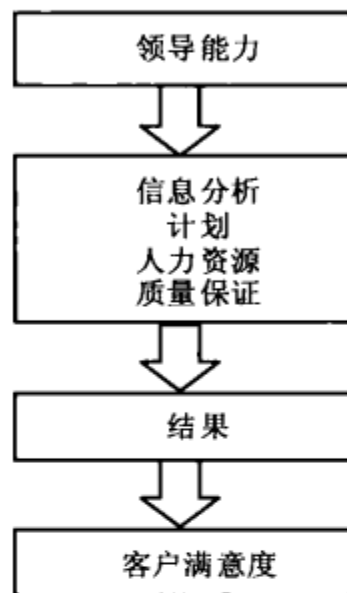 领导能力
信息分析
计划
人力资源
质量保证
结果
客户满意度